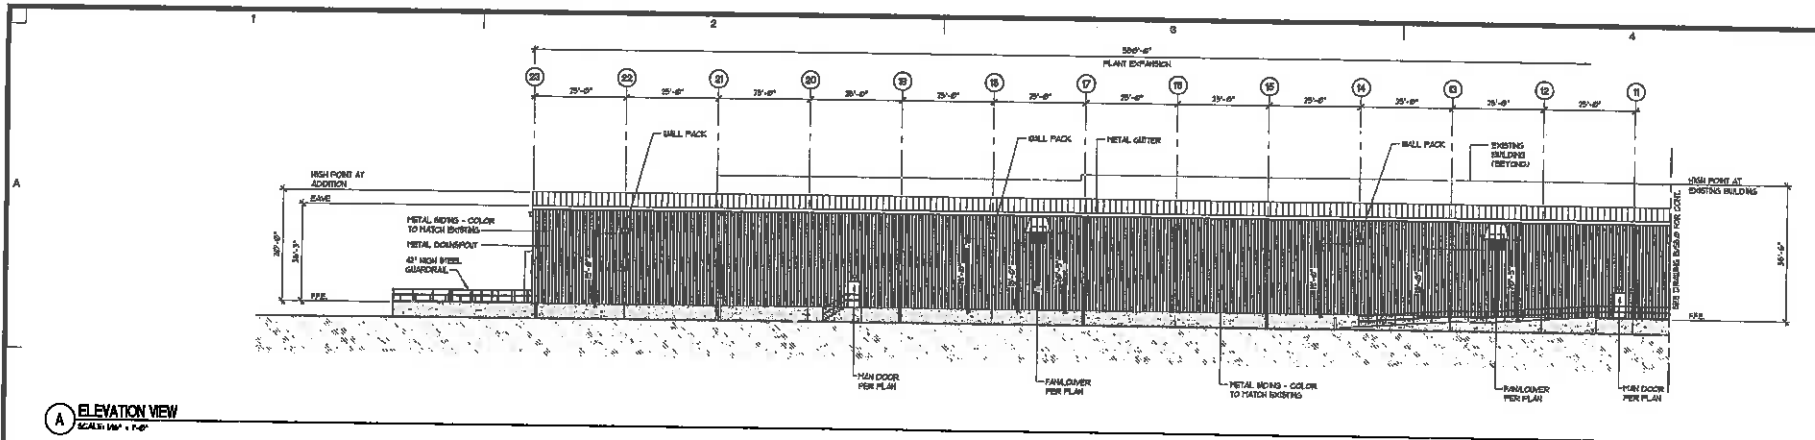 1
2
3
4
PLANT EXPANSION
23
22
21
20
19
18
17
16
15
14
13
12
11
25'-0"
25'-0"
25'-0"
25'-0"
25'-0"
25'-0"
25'-0"
25'-0"
25'-0"
25'-0"
25'-0"
25'-0"
WALL PACK
WALL PACK
METAL GUTTER
WALL PACK
EXISTING
BUILDING
(BEYOND)
A
HIGH POINT AT
ADDITION
EAVE
HIGH POINT AT
EXISTING BUILDING
METAL SIDING - COLOR
TO MATCH EXISTING
METAL DOWNSPOUT
42" HIGH STEEL
GUARDRAIL
F.F.E.
F.F.E.
MAN DOOR
PER PLAN
FAN/LOUVER
PER PLAN
METAL SIDING - COLOR
TO MATCH EXISTING
FAN/LOUVER
PER PLAN
MAN DOOR
PER PLAN
A
ELEVATION VIEW